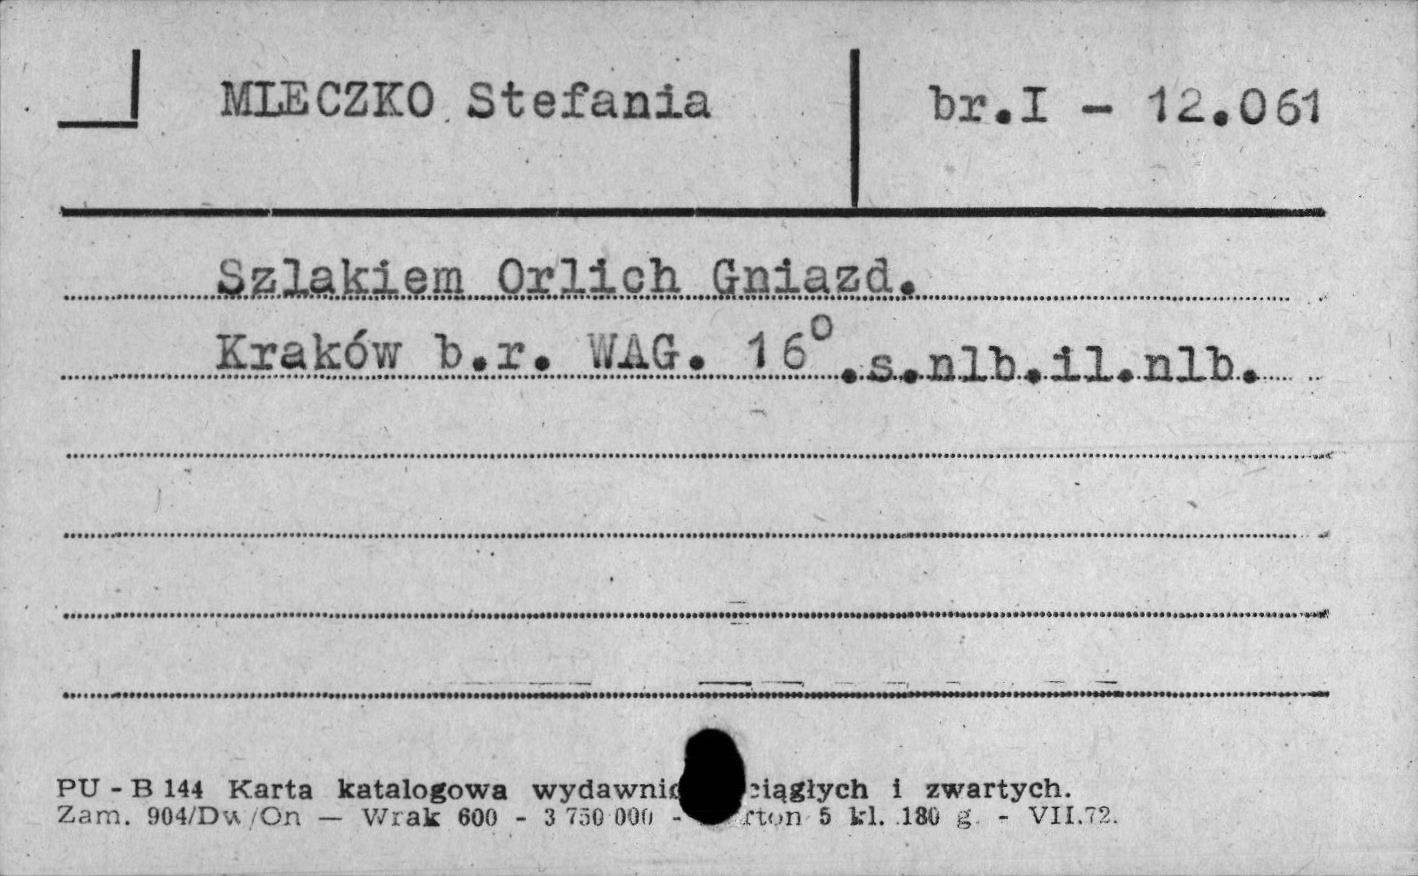 MLECZKO Stefania
br.I - 12.061
Szlakiem Orlich Gniazd.
Kraków b.r. WAG. 16⁰.s.nlb.il.nlb.
PU - B 144 Karta katalogowa wydawni ciągłych i zwartych.
Zam. 904/Dw/On — Wrak 600 - 3 750 000 - rton 5 kl. 180 g. - VII.72.